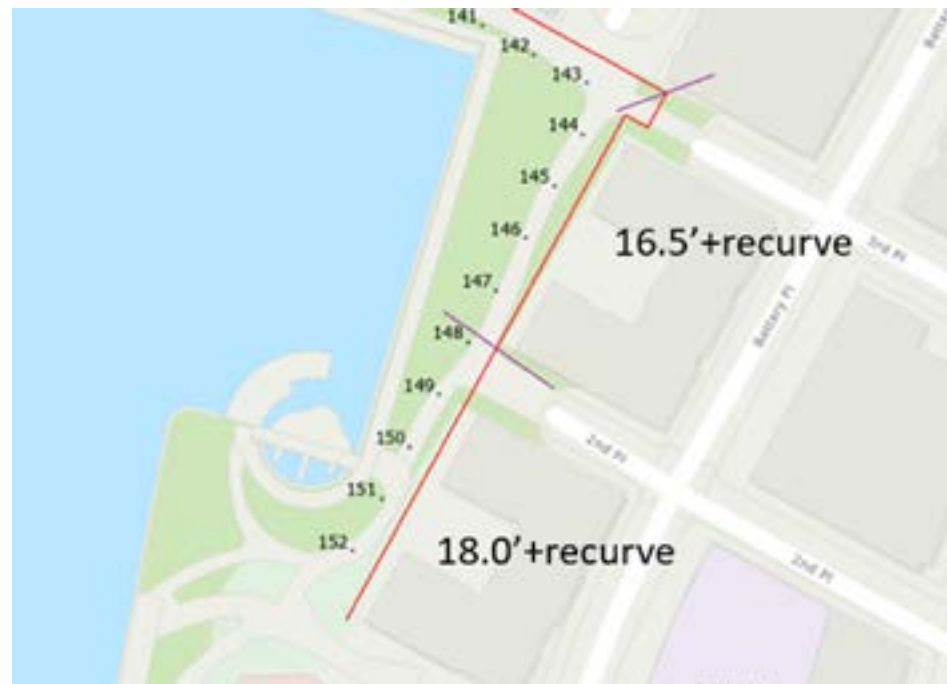 141.
142.
143.
144.
145.
146.
147.
148.
149.
150.
151.
152.
16.5'+recurve
18.0'+recurve
3rd Pl
Battery Pl
2nd Pl
2nd Pl